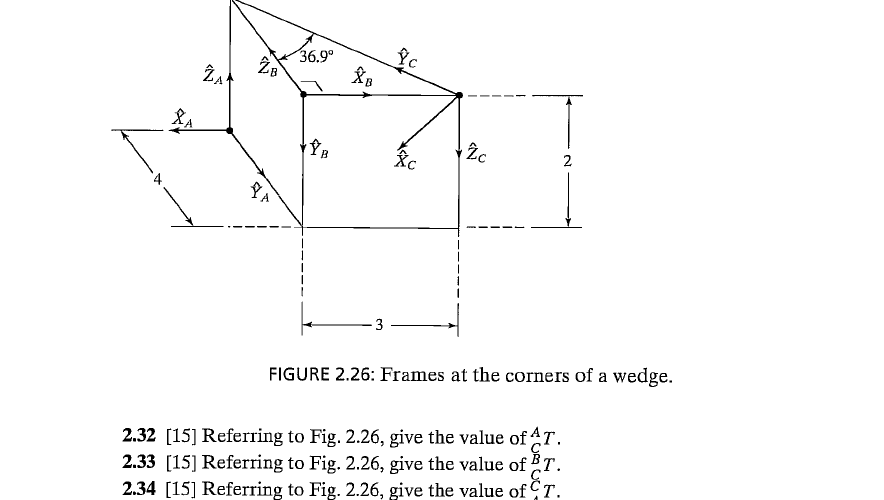 36.9°
Ŷ_C
Ẑ_A
Ẑ_B
X̂_B
X̂_A
Ŷ_B
X̂_C
Ẑ_C
2
4
Ŷ_A
3
FIGURE 2.26: Frames at the corners of a wedge.
2.32 [15] Referring to Fig. 2.26, give the value of ^A_C T.
2.33 [15] Referring to Fig. 2.26, give the value of ^B_C T.
2.34 [15] Referring to Fig. 2.26, give the value of ^C_A T.